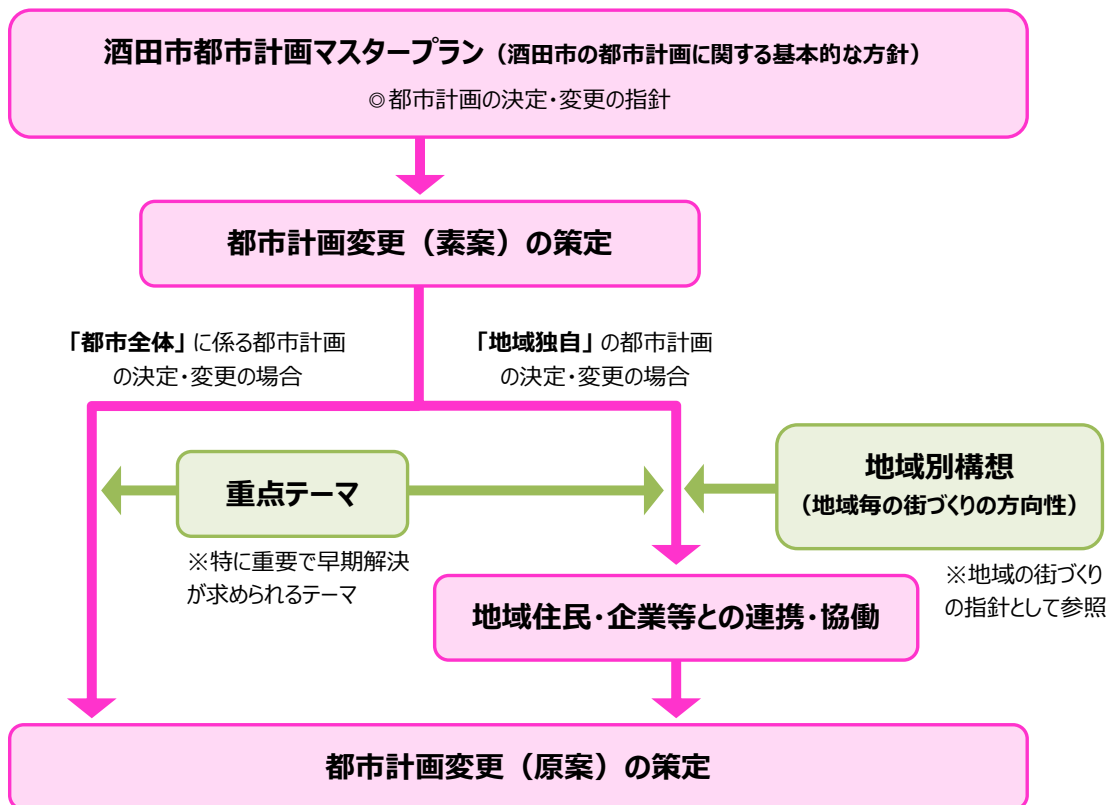 酒田市都市計画マスタープラン（酒田市の都市計画に関する基本的な方針）
◎都市計画の決定・変更の指針
都市計画変更（素案）の策定
「都市全体」に係る都市計画
の決定・変更の場合
「地域独自」の都市計画
の決定・変更の場合
重点テーマ
※特に重要で早期解決
が求められるテーマ
地域別構想
（地域毎の街づくりの方向性）
※地域の街づくり
の指針として参照
地域住民・企業等との連携・協働
都市計画変更（原案）の策定